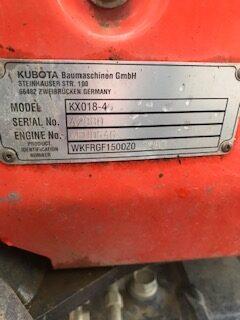 KUBOTA Baumaschinen GmbH
STEINHAUSER STR. 100
66482 ZWEIBRÜCKEN GERMANY
MODEL KX018-4
SERIAL No.
ENGINE No.
PRODUCT IDENTIFICATION NUMBER WKFRGF1500Z0